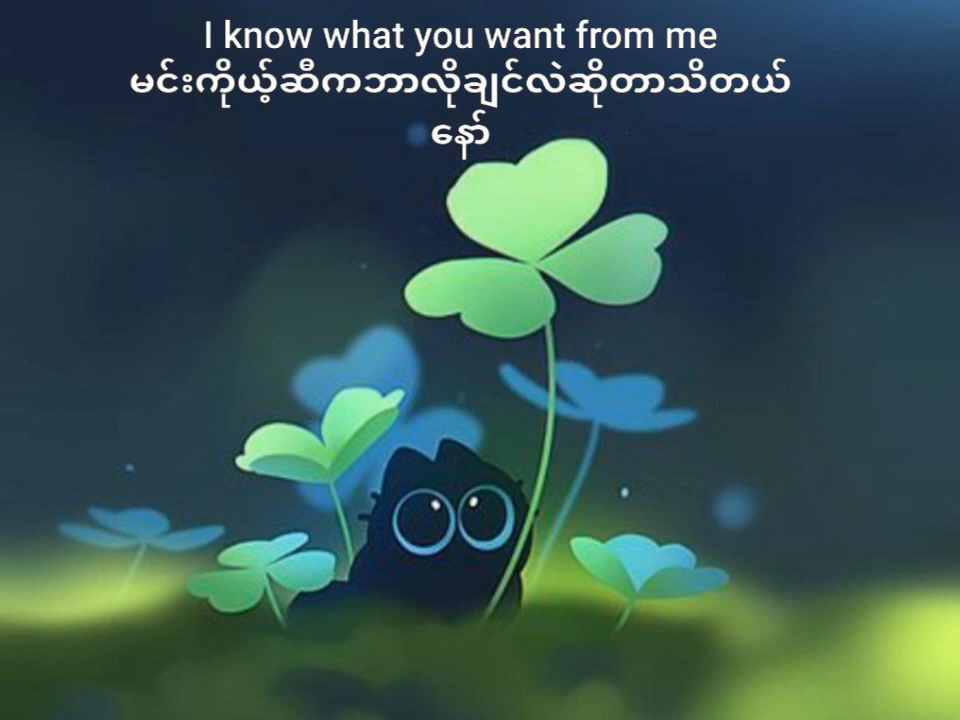 I know what you want from me
မင်းကိုယ့်ဆီကဘာလိုချင်လဲဆိုတာသိတယ်
နော်